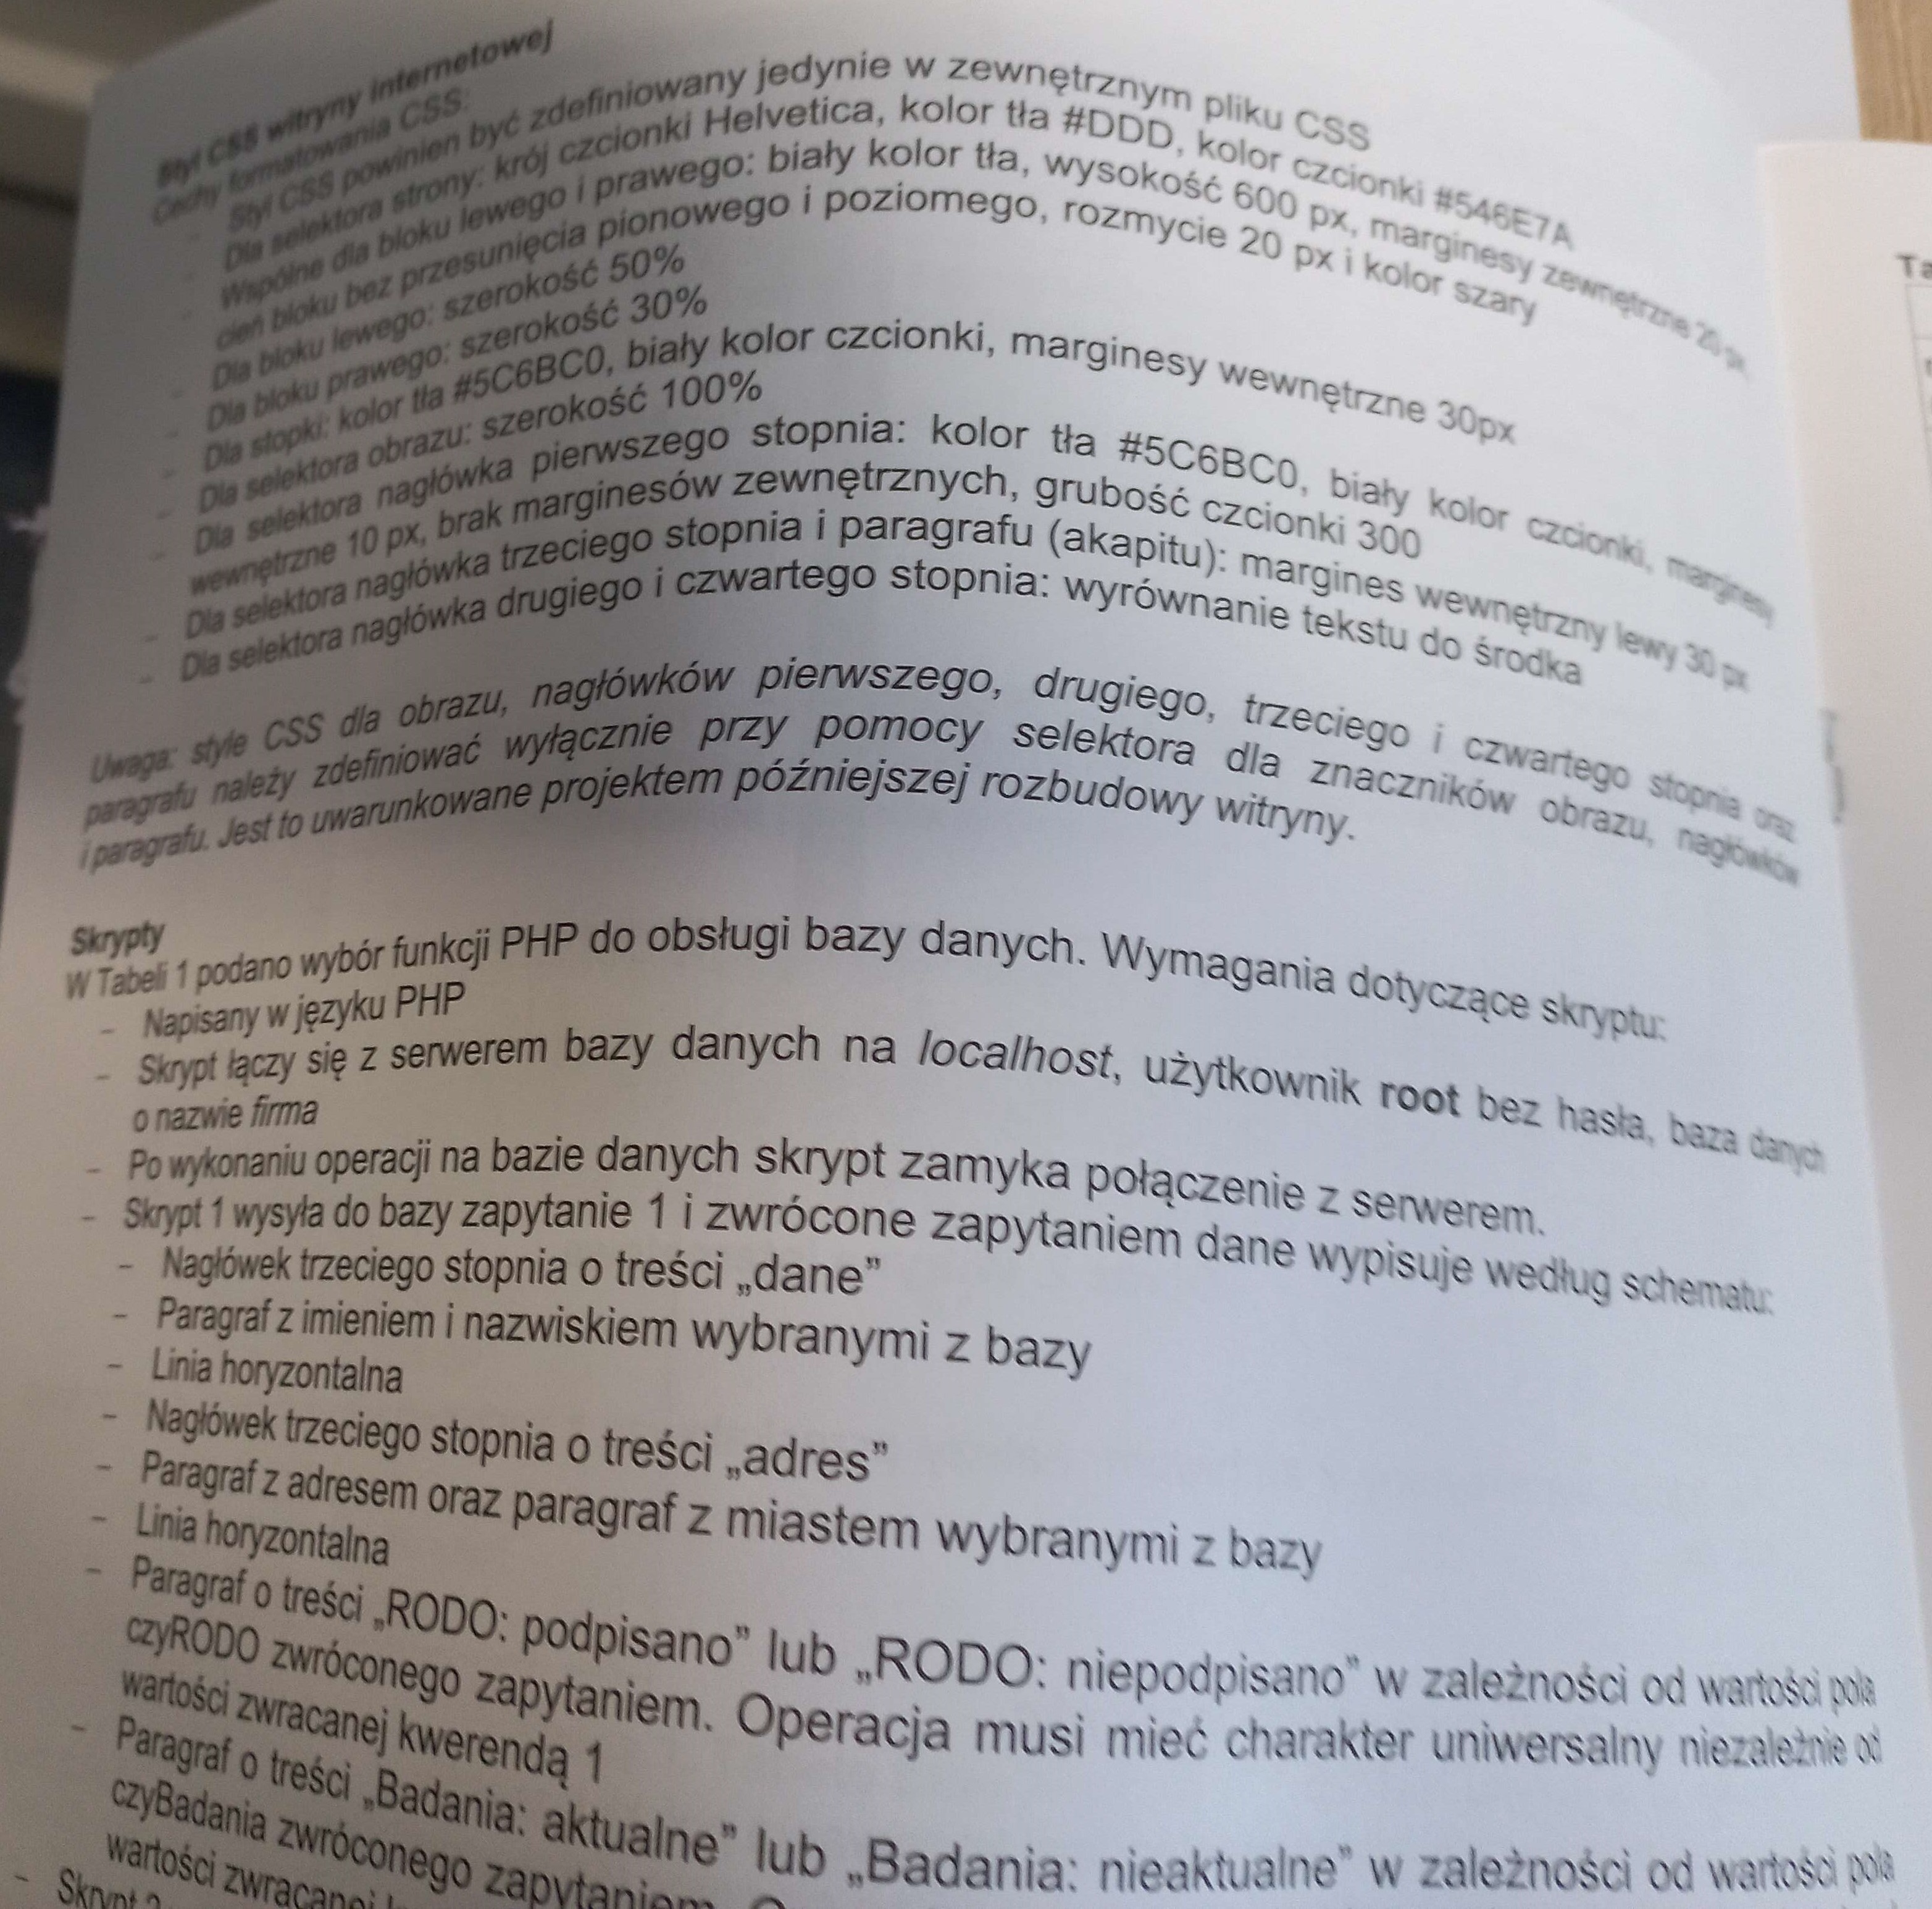 Styl CSS witryny internetowej
Cechy formatowania CSS:
- Styl CSS powinien być zdefiniowany jedynie w zewnętrznym pliku CSS
- Dla selektora strony: krój czcionki Helvetica, kolor tła #DDD, kolor czcionki #546E7A
- Wspólne dla bloku lewego i prawego: biały kolor tła, wysokość 600 px, marginesy zewnętrzne 20 px,
cień bloku bez przesunięcia pionowego i poziomego, rozmycie 20 px i kolor szary
- Dla bloku lewego: szerokość 50%
- Dla bloku prawego: szerokość 30%
- Dla stopki: kolor tła #5C6BC0, biały kolor czcionki, marginesy wewnętrzne 30px
- Dla selektora obrazu: szerokość 100%
- Dla selektora nagłówka pierwszego stopnia: kolor tła #5C6BC0, biały kolor czcionki, marginesy
wewnętrzne 10 px, brak marginesów zewnętrznych, grubość czcionki 300
- Dla selektora nagłówka trzeciego stopnia i paragrafu (akapitu): margines wewnętrzny lewy 30 px
- Dla selektora nagłówka drugiego i czwartego stopnia: wyrównanie tekstu do środka
Uwaga: style CSS dla obrazu, nagłówków pierwszego, drugiego, trzeciego i czwartego stopnia oraz
paragrafu należy zdefiniować wyłącznie przy pomocy selektora dla znaczników obrazu, nagłówków
i paragrafu. Jest to uwarunkowane projektem późniejszej rozbudowy witryny.
Skrypty
W Tabeli 1 podano wybór funkcji PHP do obsługi bazy danych. Wymagania dotyczące skryptu:
- Napisany w języku PHP
- Skrypt łączy się z serwerem bazy danych na localhost, użytkownik root bez hasła, baza danych
o nazwie firma
- Po wykonaniu operacji na bazie danych skrypt zamyka połączenie z serwerem.
- Skrypt 1 wysyła do bazy zapytanie 1 i zwrócone zapytaniem dane wypisuje według schematu:
- Nagłówek trzeciego stopnia o treści „dane”
- Paragraf z imieniem i nazwiskiem wybranymi z bazy
- Linia horyzontalna
- Nagłówek trzeciego stopnia o treści „adres”
- Paragraf z adresem oraz paragraf z miastem wybranymi z bazy
- Linia horyzontalna
- Paragraf o treści „RODO: podpisano” lub „RODO: niepodpisano” w zależności od wartości pola
czyRODO zwróconego zapytaniem. Operacja musi mieć charakter uniwersalny niezależnie od
wartości zwracanej kwerendą 1
- Paragraf o treści „Badania: aktualne” lub „Badania: nieaktualne” w zależności od wartości pola
czyBadania zwróconego zapytaniem.
wartości zwracanej
- Skrypt